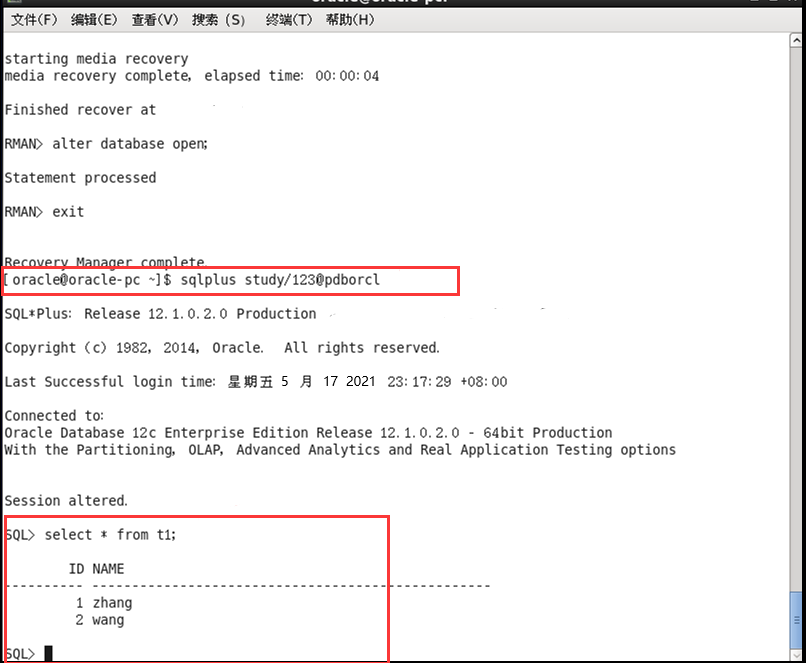 文件(F) 编辑(E) 查看(V) 搜索 (S) 终端(T) 帮助(H)
starting media recovery
media recovery complete, elapsed time: 00:00:04
Finished recover at
RMAN> alter database open;
Statement processed
RMAN> exit
Recovery Manager complete.
[oracle@oracle-pc ~]$ sqlplus study/123@pdborcl
SQL*Plus: Release 12.1.0.2.0 Production
Copyright (c) 1982, 2014, Oracle.  All rights reserved.
Last Successful login time: 星期五 5 月 17 2021 23:17:29 +08:00
Connected to:
Oracle Database 12c Enterprise Edition Release 12.1.0.2.0 - 64bit Production
With the Partitioning, OLAP, Advanced Analytics and Real Application Testing options
Session altered.
SQL> select * from t1;
ID NAME
---------- --------------------------------------------------
1 zhang
2 wang
SQL>